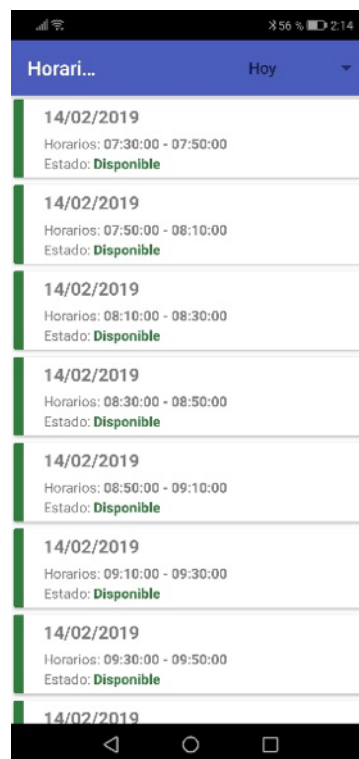 56 % 2:14
Horari... Hoy
14/02/2019
Horarios: 07:30:00 - 07:50:00
Estado: Disponible
14/02/2019
Horarios: 07:50:00 - 08:10:00
Estado: Disponible
14/02/2019
Horarios: 08:10:00 - 08:30:00
Estado: Disponible
14/02/2019
Horarios: 08:30:00 - 08:50:00
Estado: Disponible
14/02/2019
Horarios: 08:50:00 - 09:10:00
Estado: Disponible
14/02/2019
Horarios: 09:10:00 - 09:30:00
Estado: Disponible
14/02/2019
Horarios: 09:30:00 - 09:50:00
Estado: Disponible
14/02/2019